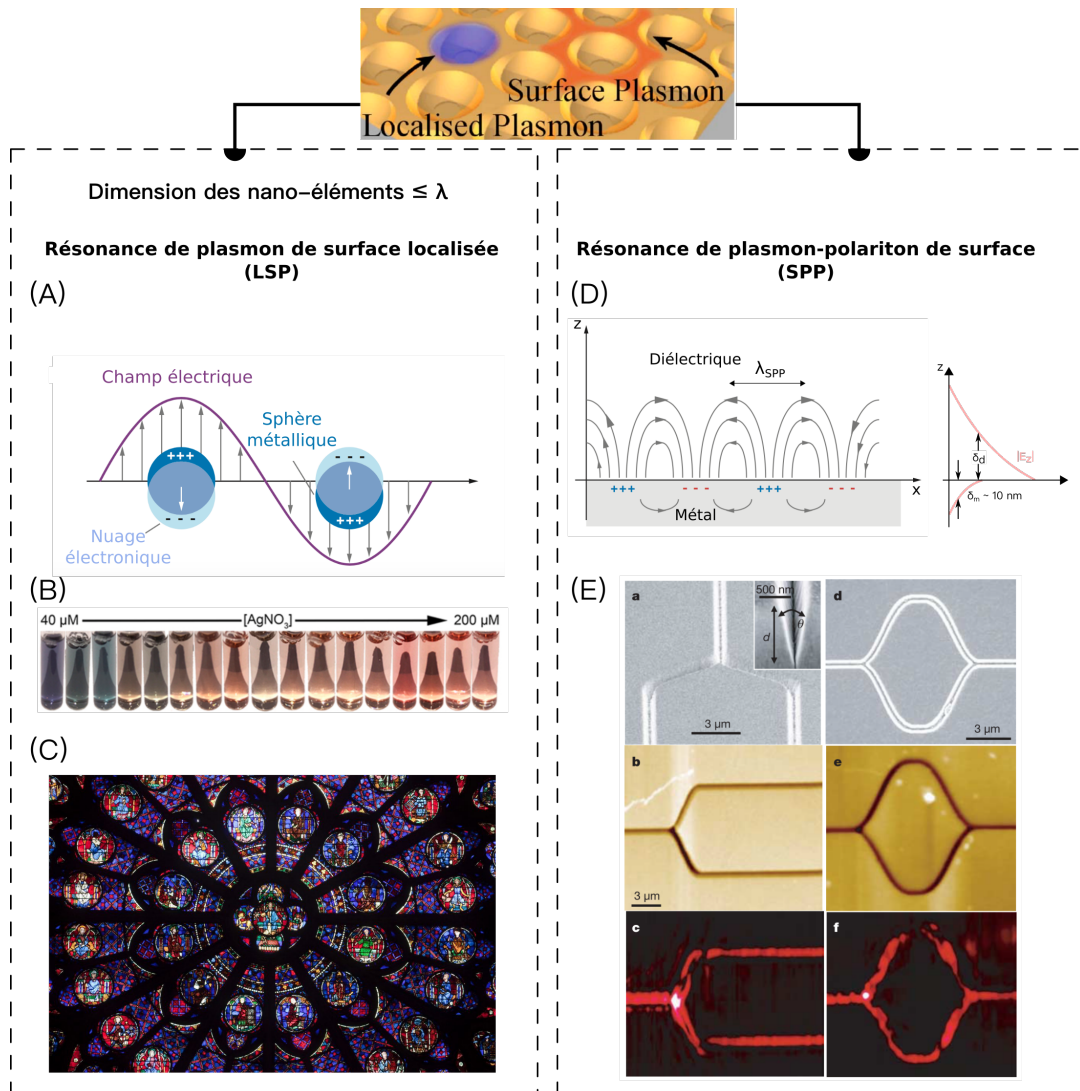 Surface Plasmon
Localised Plasmon
Dimension des nano-éléments ≤ λ
Résonance de plasmon de surface localisée
(LSP)
(A)
Champ électrique
Sphère
métallique
+++
- - -
- - -
+++
Nuage
électronique
(B)
40 µM
[AgNO₃]
200 µM
(C)
Résonance de plasmon-polariton de surface
(SPP)
(D)
z
Diélectrique
λSPP
+++
- - -
+++
- - -
x
Métal
z
δd
|Ez|
δm ~ 10 nm
(E)
a
500 nm
d
θ
3 µm
d
3 µm
b
3 µm
e
c
f